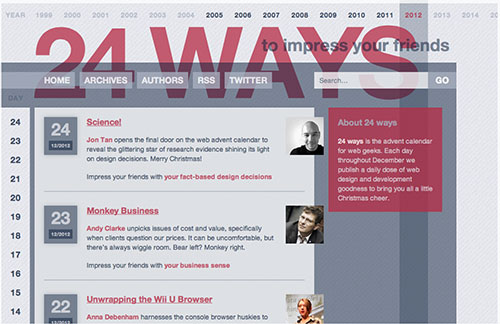 YEAR 1999 2000 2001 2002 2003 2004 2005 2006 2007 2008 2009 2010 2011 2012 2013 2014
24 WAYS
to impress your friends
HOME ARCHIVES AUTHORS RSS TWITTER Search... GO
DAY
24
23
22
21
20
19
18
17
16
15
14
24
12/2012
Science!
Jon Tan opens the final door on the web advent calendar to
reveal the glittering star of research evidence shining its light
on design decisions. Merry Christmas!
Impress your friends with your fact-based design decisions
23
12/2012
Monkey Business
Andy Clarke unpicks issues of cost and value, specifically
when clients question our prices. It can be uncomfortable, but
there's always wiggle room. Bear left? Monkey right.
Impress your friends with your business sense
22
12/2012
Unwrapping the Wii U Browser
Anna Debenham harnesses the console browser huskies to
About 24 ways
24 ways is the advent calendar
for web geeks. Each day
throughout December we
publish a daily dose of web
design and development
goodness to bring you all a little
Christmas cheer.